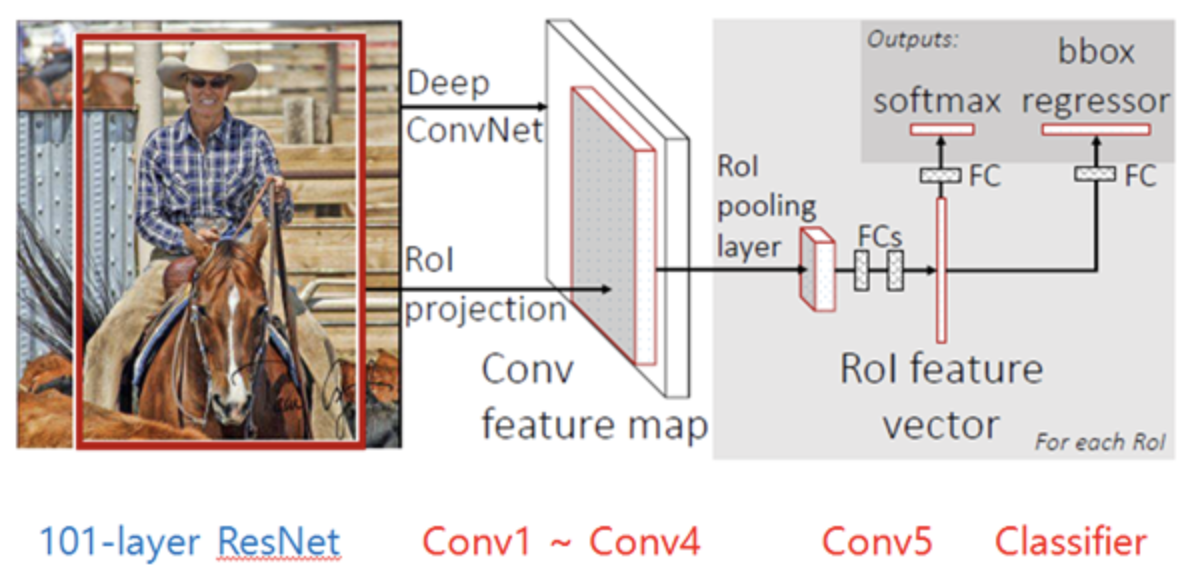 Deep
ConvNet
RoI
projection
Conv
feature map
RoI
pooling
layer
FCs
Outputs:
softmax
bbox
regressor
FC
FC
RoI feature
vector
For each RoI
101-layer ResNet
Conv1 ~ Conv4
Conv5
Classifier